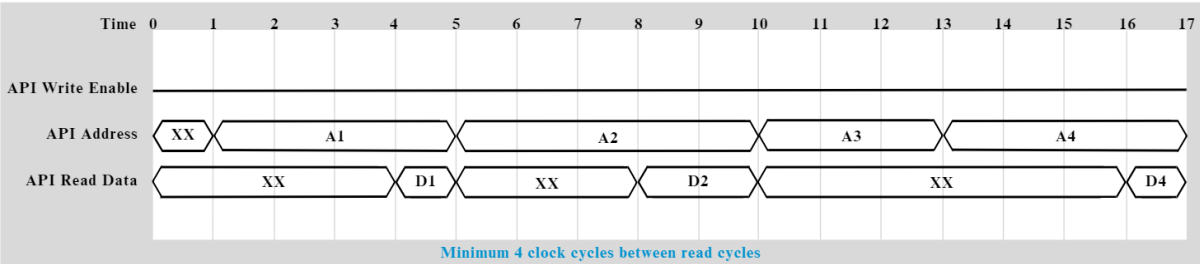 Time 0 1 2 3 4 5 6 7 8 9 10 11 12 13 14 15 16 17
API Write Enable
API Address XX A1 A2 A3 A4
API Read Data XX D1 XX D2 XX D4
Minimum 4 clock cycles between read cycles